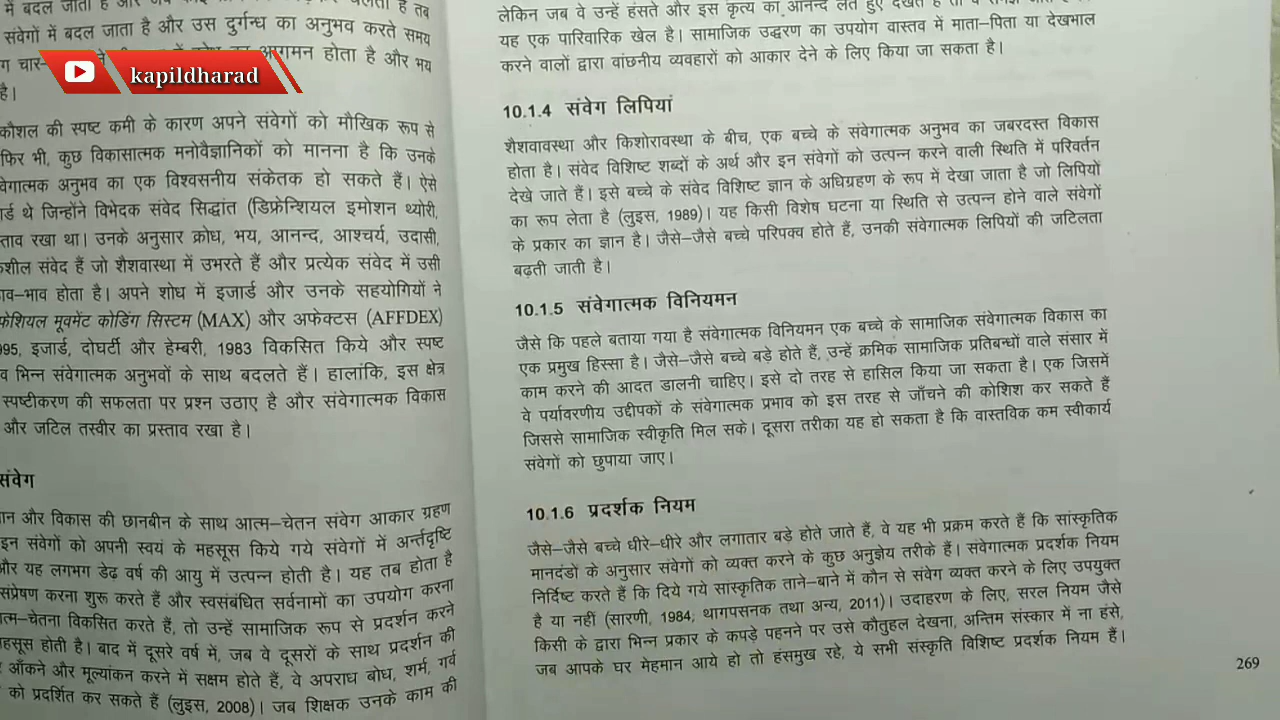 में बदल जाता है और जब कोई
संवेगों में बदल जाता है और उस दुर्गन्ध का अनुभव करते समय
आगमन होता है और भय
है।
कौशल की स्पष्ट कमी के कारण अपने संवेगों को मौखिक रूप से
फिर भी, कुछ विकासात्मक मनोवैज्ञानिकों को मानना है कि उनके
वेगात्मक अनुभव का एक विश्वसनीय संकेतक हो सकते हैं। ऐसे
ार्ड थे जिन्होंने विभेदक संवेद सिद्धांत (डिफ्रेन्शियल इमोशन थ्योरी,
ताव रखा था। उनके अनुसार क्रोध, भय, आनन्द, आश्चर्य, उदासी,
शील संवेद हैं जो शैशवास्था में उभरते हैं और प्रत्येक संवेद में उसी
ाव–भाव होता है। अपने शोध में इजार्ड और उनके सहयोगियों ने
फेशियल मूवमेंट कोडिंग सिस्टम (MAX) और अफेक्टस (AFFDEX)
995, इजार्ड, दोघर्टी और हेम्बरी, 1983 विकसित किये और स्पष्ट
व भिन्न संवेगात्मक अनुभवों के साथ बदलते हैं। हालांकि, इस क्षेत्र
स्पष्टीकरण की सफलता पर प्रश्न उठाए है और संवेगात्मक विकास
और जटिल तस्वीर का प्रस्ताव रखा है।
संवेग
ान और विकास की छानबीन के साथ आत्म–चेतन संवेग आकार ग्रहण
इन संवेगों को अपनी स्वयं के महसूस किये गये संवेगों में अर्न्तदृष्टि
और यह लगभग डेढ़ वर्ष की आयु में उत्पन्न होती है। यह तब होता है
संप्रेषण करना शुरू करते हैं और स्वसंबंधित सर्वनामों का उपयोग करना
त्म–चेतना विकसित करते हैं, तो उन्हें सामाजिक रूप से प्रदर्शन करने
महसूस होती है। बाद में दूसरे वर्ष में, जब वे दूसरों के साथ प्रदर्शन की
आँकने और मूल्यांकन करने में सक्षम होते हैं, वे अपराध बोध, शर्म, गर्व
को प्रदर्शित कर सकते हैं (लुइस, 2008)। जब शिक्षक उनके काम की
kapildharad
लेकिन जब वे उन्हें हंसते और इस कृत्य का आनन्द लेते हुए देखते
यह एक पारिवारिक खेल है। सामाजिक उद्धरण का उपयोग वास्तव में माता–पिता या देखभाल
करने वालों द्वारा वांछनीय व्यवहारों को आकार देने के लिए किया जा सकता है।
10.1.4 संवेग लिपियां
शैशवावस्था और किशोरावस्था के बीच, एक बच्चे के संवेगात्मक अनुभव का जबरदस्त विकास
होता है। संवेद विशिष्ट शब्दों के अर्थ और इन संवेगों को उत्पन्न करने वाली स्थिति में परिवर्तन
देखे जाते हैं। इसे बच्चे के संवेद विशिष्ट ज्ञान के अधिग्रहण के रूप में देखा जाता है जो लिपियों
का रूप लेता है (लुइस, 1989)। यह किसी विशेष घटना या स्थिति से उत्पन्न होने वाले संवेगों
के प्रकार का ज्ञान है। जैसे–जैसे बच्चे परिपक्व होते हैं, उनकी संवेगात्मक लिपियों की जटिलता
बढ़ती जाती है।
10.1.5 संवेगात्मक विनियमन
जैसे कि पहले बताया गया है संवेगात्मक विनियमन एक बच्चे के सामाजिक संवेगात्मक विकास का
एक प्रमुख हिस्सा है। जैसे–जैसे बच्चे बड़े होते हैं, उन्हें क्रमिक सामाजिक प्रतिबन्धों वाले संसार में
काम करने की आदत डालनी चाहिए। इसे दो तरह से हासिल किया जा सकता है। एक जिसमें
वे पर्यावरणीय उद्दीपकों के संवेगात्मक प्रभाव को इस तरह से जाँचने की कोशिश कर सकते हैं
जिससे सामाजिक स्वीकृति मिल सके। दूसरा तरीका यह हो सकता है कि वास्तविक कम स्वीकार्य
संवेगों को छुपाया जाए।
10.1.6 प्रदर्शक नियम
जैसे–जैसे बच्चे धीरे–धीरे और लगातार बड़े होते जाते हैं, वे यह भी प्रक्रम करते हैं कि सांस्कृतिक
मानदंडों के अनुसार संवेगों को व्यक्त करने के कुछ अनुज्ञेय तरीके हैं। संवेगात्मक प्रदर्शक नियम
निर्दिष्ट करते हैं कि दिये गये सांस्कृतिक ताने–बाने में कौन से संवेग व्यक्त करने के लिए उपयुक्त
है या नहीं (सारणी, 1984; थागपसनक तथा अन्य, 2011)। उदाहरण के लिए, सरल नियम जैसे
किसी के द्वारा भिन्न प्रकार के कपड़े पहनने पर उसे कौतुहल देखना, अन्तिम संस्कार में ना हंसे,
जब आपके घर मेहमान आये हो तो हंसमुख रहे, ये सभी संस्कृति विशिष्ट प्रदर्शक नियम हैं।
269